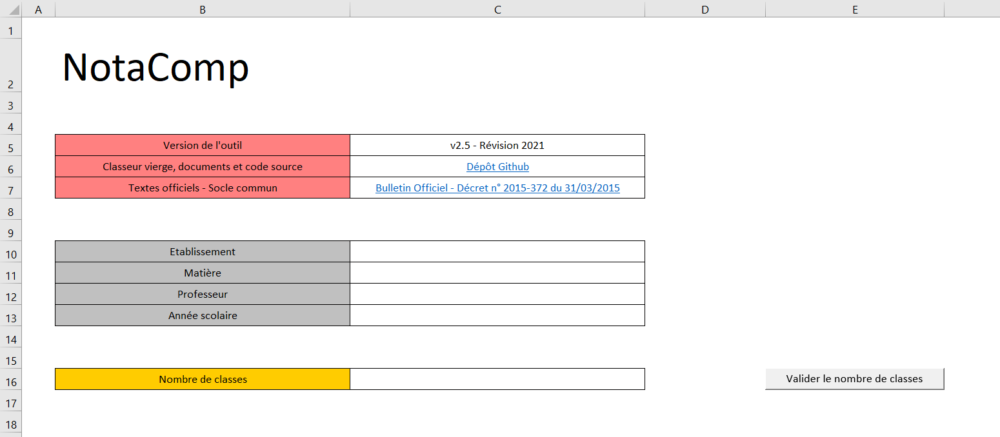 A B C D E
1
2 NotaComp
3
4
5 Version de l'outil v2.5 - Révision 2021
6 Classeur vierge, documents et code source Dépôt Github
7 Textes officiels - Socle commun Bulletin Officiel - Décret n° 2015-372 du 31/03/2015
8
9
10 Etablissement
11 Matière
12 Professeur
13 Année scolaire
14
15
16 Nombre de classes Valider le nombre de classes
17
18